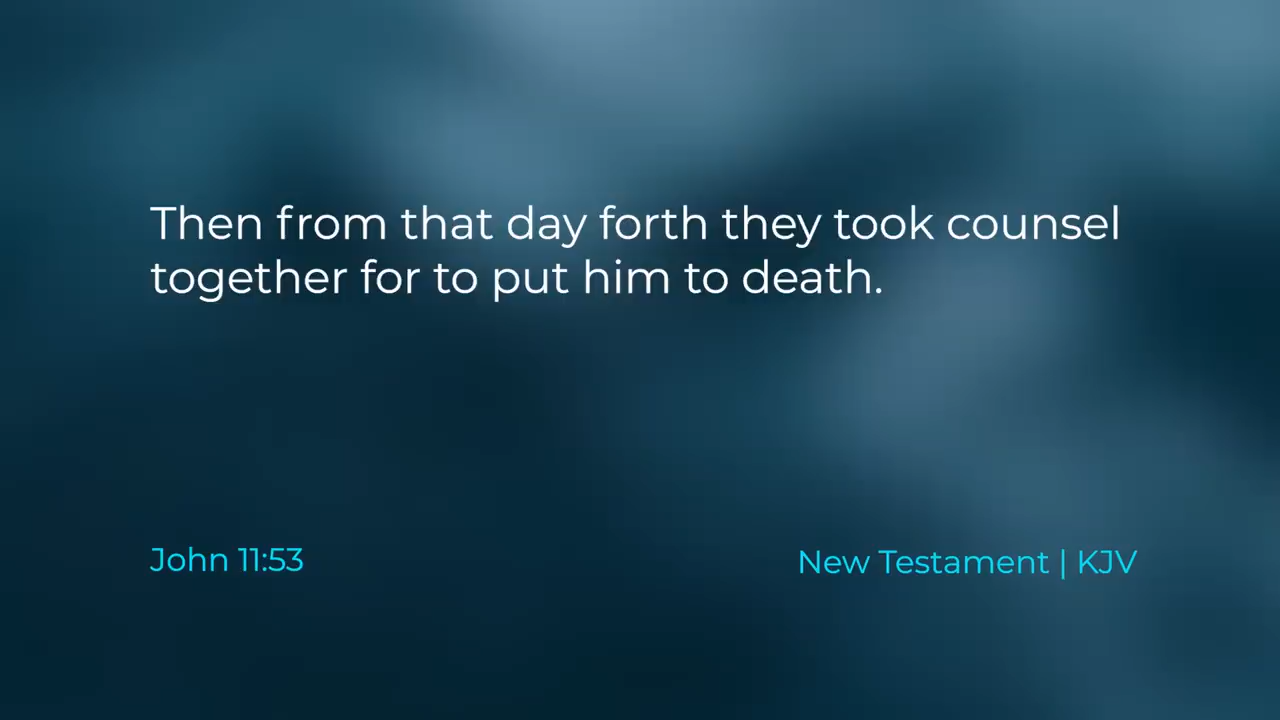 Then from that day forth they took counsel
together for to put him to death.
John 11:53
New Testament | KJV